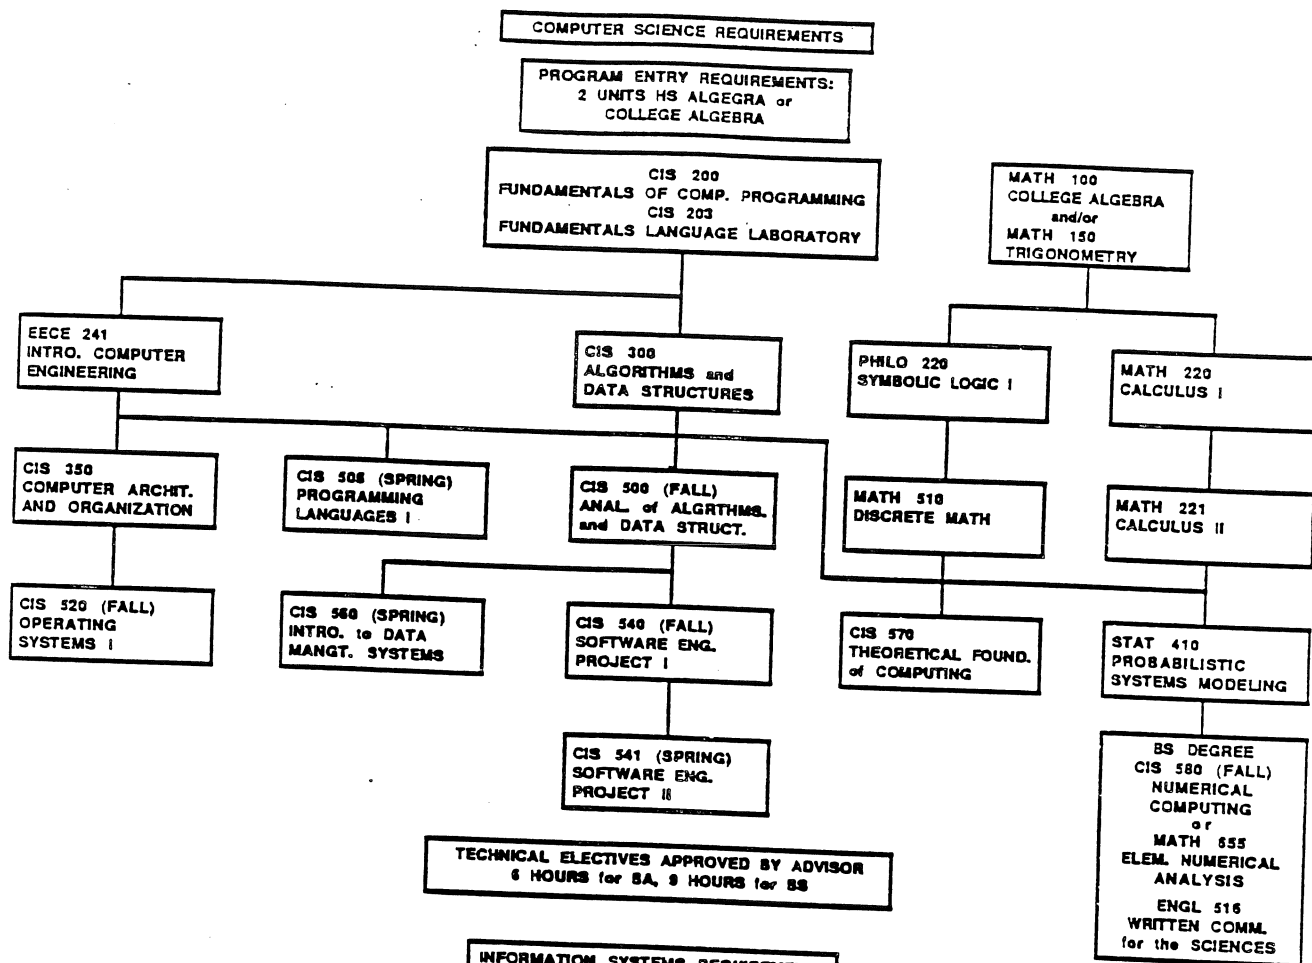 COMPUTER SCIENCE REQUIREMENTS
PROGRAM ENTRY REQUIREMENTS:
2 UNITS HS ALGEGRA or
COLLEGE ALGEBRA
CIS 200
FUNDAMENTALS OF COMP. PROGRAMMING
CIS 203
FUNDAMENTALS LANGUAGE LABORATORY
MATH 100
COLLEGE ALGEBRA
and/or
MATH 150
TRIGONOMETRY
EECE 241
INTRO. COMPUTER
ENGINEERING
CIS 300
ALGORITHMS and
DATA STRUCTURES
PHILO 220
SYMBOLIC LOGIC I
MATH 220
CALCULUS I
CIS 350
COMPUTER ARCHIT.
AND ORGANIZATION
CIS 505 (SPRING)
PROGRAMMING
LANGUAGES I
CIS 500 (FALL)
ANAL. of ALGRTHMS.
and DATA STRUCT.
MATH 510
DISCRETE MATH
MATH 221
CALCULUS II
CIS 520 (FALL)
OPERATING
SYSTEMS I
CIS 560 (SPRING)
INTRO. to DATA
MANGT. SYSTEMS
CIS 540 (FALL)
SOFTWARE ENG.
PROJECT I
CIS 570
THEORETICAL FOUND.
of COMPUTING
STAT 410
PROBABILISTIC
SYSTEMS MODELING
CIS 541 (SPRING)
SOFTWARE ENG.
PROJECT II
BS DEGREE
CIS 580 (FALL)
NUMERICAL
COMPUTING
or
MATH 655
ELEM. NUMERICAL
ANALYSIS
ENGL 516
WRITTEN COMM.
for the SCIENCES
TECHNICAL ELECTIVES APPROVED BY ADVISOR
6 HOURS for BA, 9 HOURS for BS
INFORMATION SYSTEMS